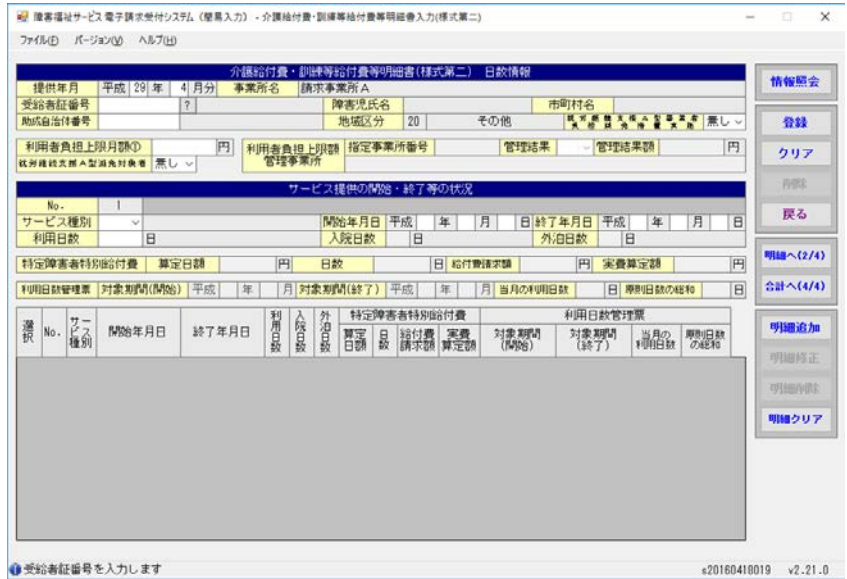 障害福祉サービス 電子請求受付システム (簡易入力) - 介護給付費・訓練等給付費等明細書入力(様式第二)
ファイル(F) バージョン(V) ヘルプ(H)
介護給付費・訓練等給付費等明細書(様式第二) 日数情報
提供年月 平成 29 年 4 月分 事業所名 請求事業所A
受給者証番号 ? 障害児氏名 市町村名
助成自治体番号 地域区分 20 その他 無し
利用者負担上限月額① 円 利用者負担上限額管理事業所 指定事業所番号 管理結果 管理結果額 円
就労継続支援A型減免対象者 無し
サービス提供の開始・終了等の状況
No. 1
サービス種別 開始年月日 平成 年 月 日 終了年月日 平成 年 月 日
利用日数 日 入院日数 日 外泊日数 日
特定障害者特別給付費 算定日額 円 日数 日 給付費請求額 円 実費算定額 円
利用日数管理票 対象期間(開始) 平成 年 月 対象期間(終了) 平成 年 月 当月の利用日数 日 原則日数の総和 日
選択 No. サービス種別 開始年月日 終了年月日 利用日数 入院日数 外泊日数 特定障害者特別給付費 利用日数管理票
算定日額 日数 給付費請求額 実費算定額 対象期間(開始) 対象期間(終了) 当月の利用日数 原則日数の総和
情報照会
登録
クリア
削除
戻る
明細へ(2/4)
合計へ(4/4)
明細追加
明細修正
明細削除
明細クリア
受給者証番号を入力します
s20160418019 v2.21.0